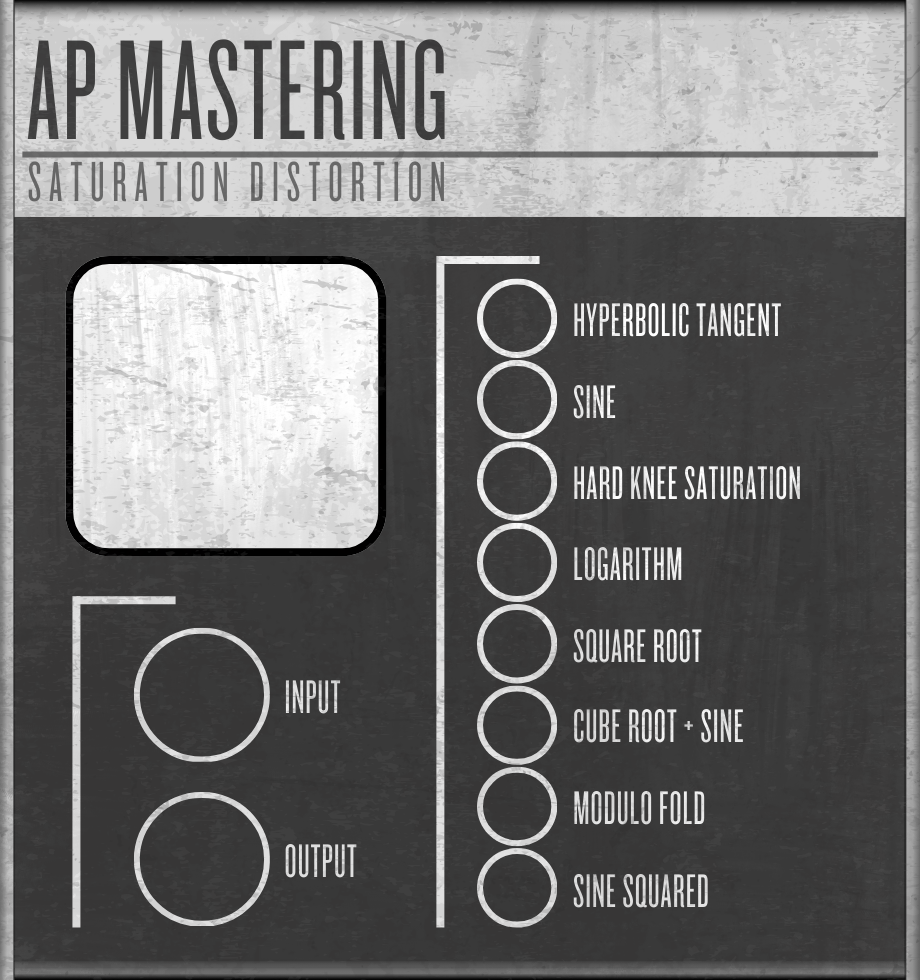 AP MASTERING
SATURATION DISTORTION
HYPERBOLIC TANGENT
SINE
HARD KNEE SATURATION
LOGARITHM
SQUARE ROOT
CUBE ROOT + SINE
MODULO FOLD
SINE SQUARED
INPUT
OUTPUT